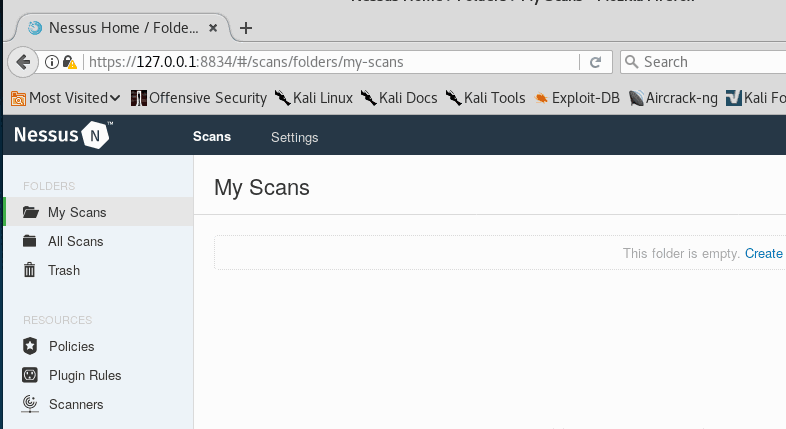 Nessus Home / Folders / My Scans - Mozilla Firefox
Nessus Home / Folde...
https://127.0.0.1:8834/#/scans/folders/my-scans
Search
Most Visited
Offensive Security
Kali Linux
Kali Docs
Kali Tools
Exploit-DB
Aircrack-ng
Kali Fo
Nessus N ™
Scans
Settings
FOLDERS
My Scans
My Scans
All Scans
This folder is empty. Create
Trash
RESOURCES
Policies
Plugin Rules
Scanners